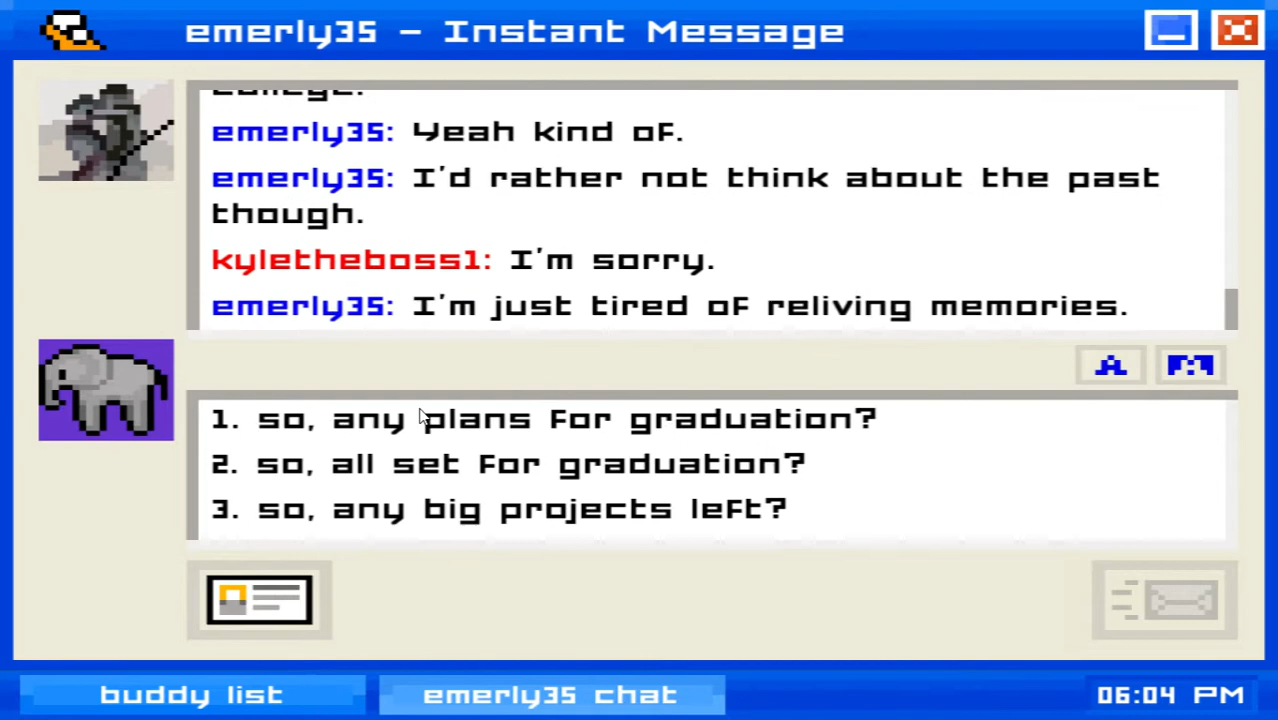 emerly35 - Instant Message
college.
emerly35: Yeah kind of.
emerly35: I'd rather not think about the past
though.
kyletheboss1: I'm sorry.
emerly35: I'm just tired of reliving memories.
A
1. so, any plans for graduation?
2. so, all set for graduation?
3. so, any big projects left?
buddy list
emerly35 chat
06:04 PM